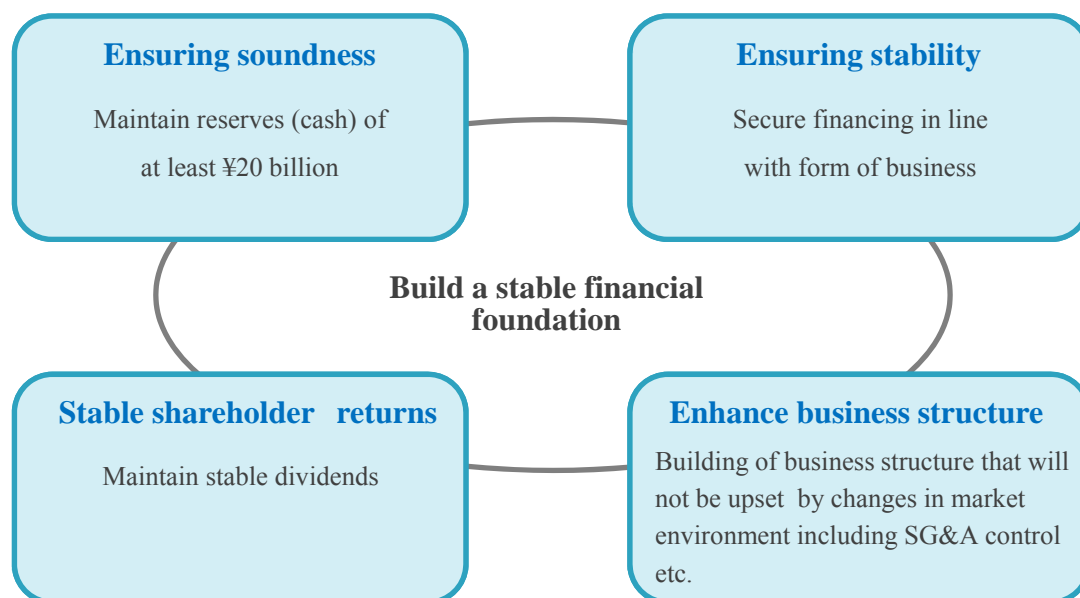 Ensuring soundness
Maintain reserves (cash) of
at least ¥20 billion
Ensuring stability
Secure financing in line
with form of business
Build a stable financial
foundation
Stable shareholder returns
Maintain stable dividends
Enhance business structure
Building of business structure that will
not be upset by changes in market
environment including SG&A control
etc.